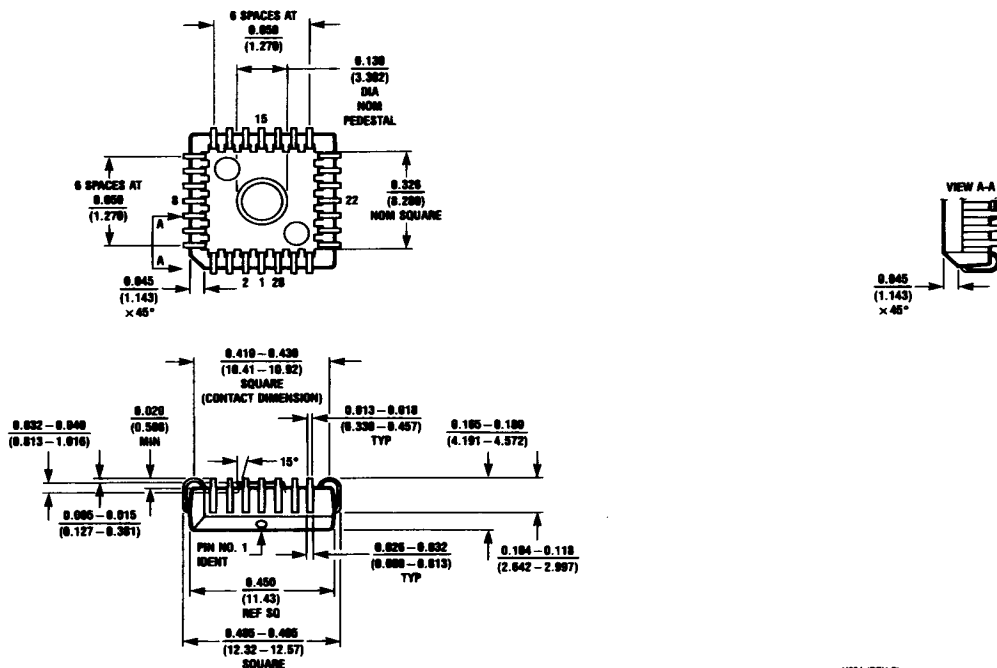 6 SPACES AT
0.050
(1.270)
0.130
(3.302)
DIA
NOM
PEDESTAL
15
6 SPACES AT
0.050
(1.270)
8
A
A
0.326
(8.280)
NOM SQUARE
22
2 1 28
0.045
(1.143)
×45°
VIEW A-A
0.045
(1.143)
×45°
0.410–0.430
(10.41–10.92)
SQUARE
(CONTACT DIMENSION)
0.032–0.040
(0.813–1.016)
0.020
(0.508)
MIN
0.013–0.018
(0.330–0.457)
TYP
0.165–0.180
(4.191–4.572)
15°
0.005–0.015
(0.127–0.381)
PIN NO. 1
IDENT
0.026–0.032
(0.660–0.813)
TYP
0.104–0.118
(2.642–2.997)
0.450
(11.43)
REF SQ
0.485–0.495
(12.32–12.57)
SQUARE